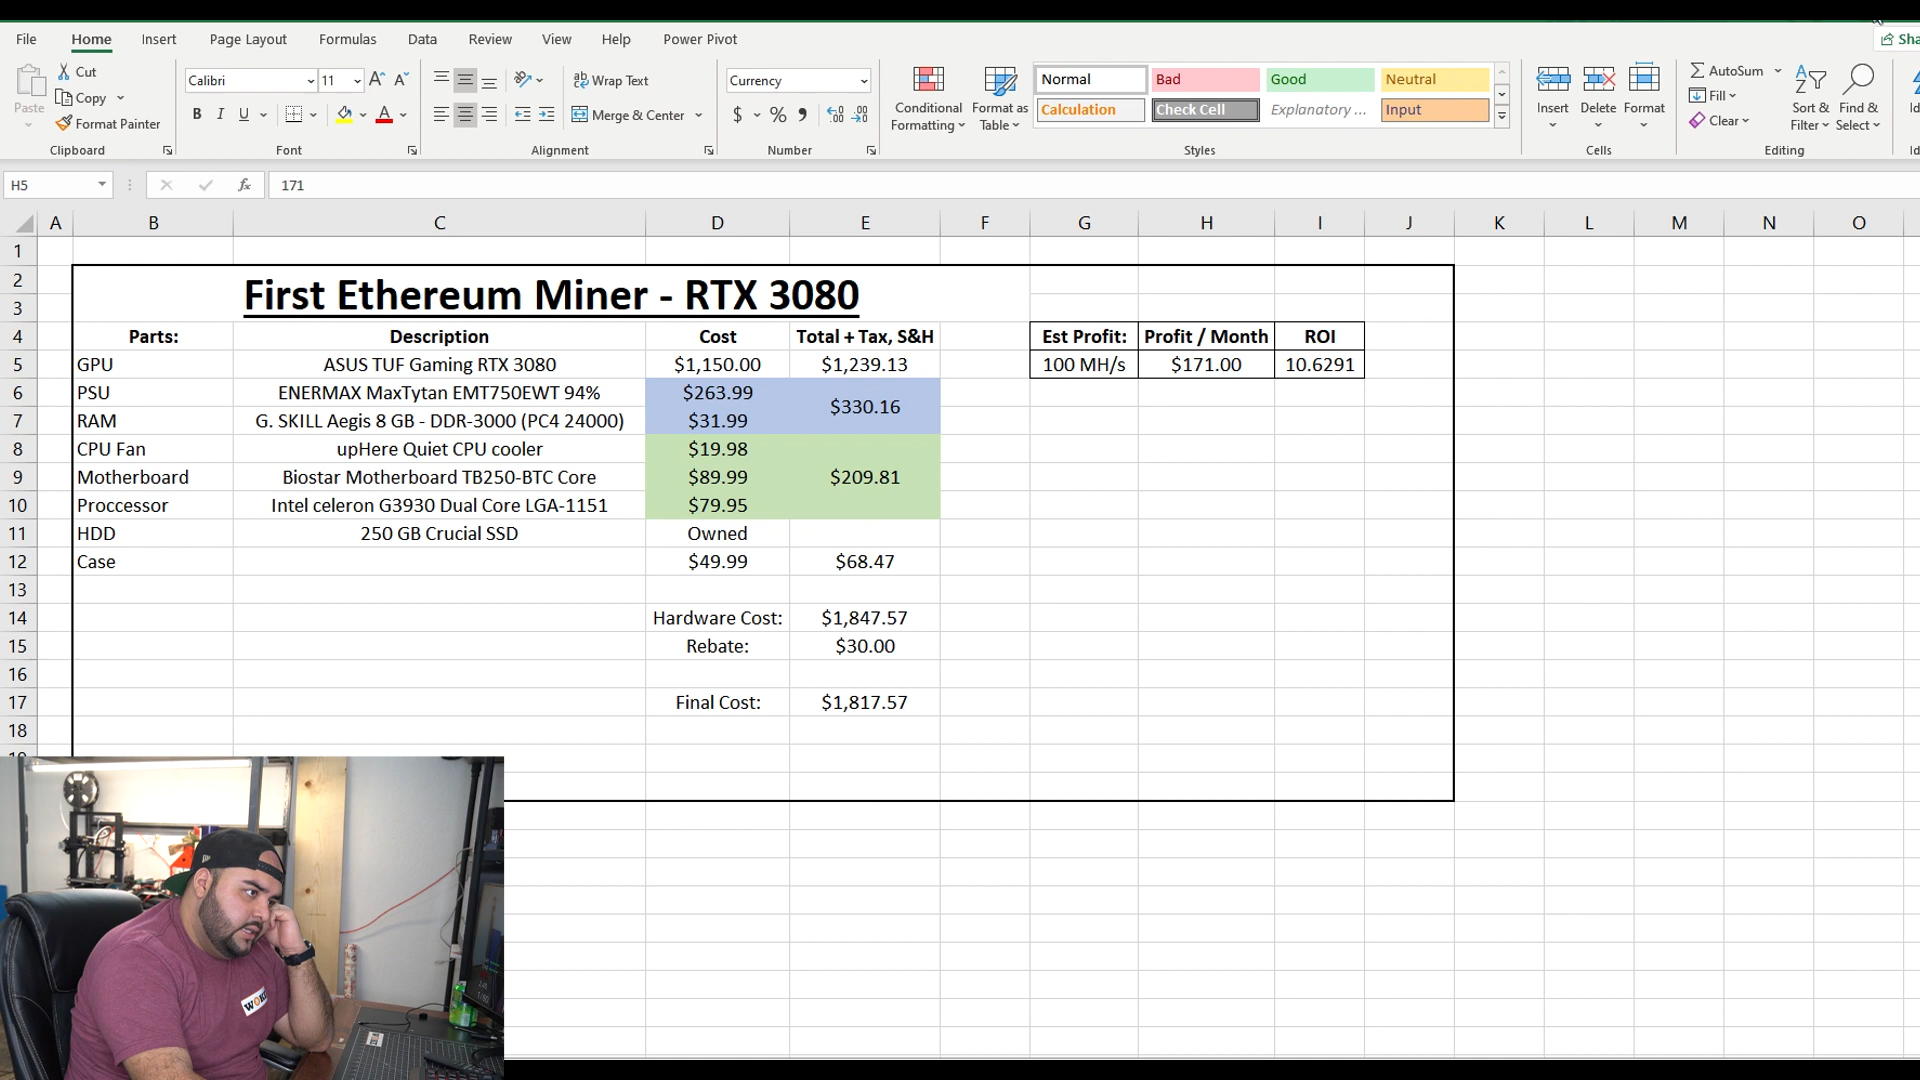 Sha
File Home Insert Page Layout Formulas Data Review View Help Power Pivot
Paste
Cut
Copy
Format Painter
Clipboard
Calibri 11
B I U
Font
Wrap Text
Merge & Center
Alignment
Currency
$ % ,
Number
Conditional Formatting
Format as Table
Normal Bad Good Neutral
Calculation Check Cell Explanatory ... Input
Styles
Insert Delete Format
Cells
AutoSum
Fill
Clear
Sort & Filter
Find & Select
Editing
H5 fx 171
A B C D E F G H I J K L M N O
1
2
3
First Ethereum Miner - RTX 3080
4 Parts: Description Cost Total + Tax, S&H Est Profit: Profit / Month ROI
5 GPU ASUS TUF Gaming RTX 3080 $1,150.00 $1,239.13 100 MH/s $171.00 10.6291
6 PSU ENERMAX MaxTytan EMT750EWT 94% $263.99 $330.16
7 RAM G. SKILL Aegis 8 GB - DDR-3000 (PC4 24000) $31.99
8 CPU Fan upHere Quiet CPU cooler $19.98
9 Motherboard Biostar Motherboard TB250-BTC Core $89.99 $209.81
10 Proccessor Intel celeron G3930 Dual Core LGA-1151 $79.95
11 HDD 250 GB Crucial SSD Owned
12 Case $49.99 $68.47
13
14 Hardware Cost: $1,847.57
15 Rebate: $30.00
16
17 Final Cost: $1,817.57
18